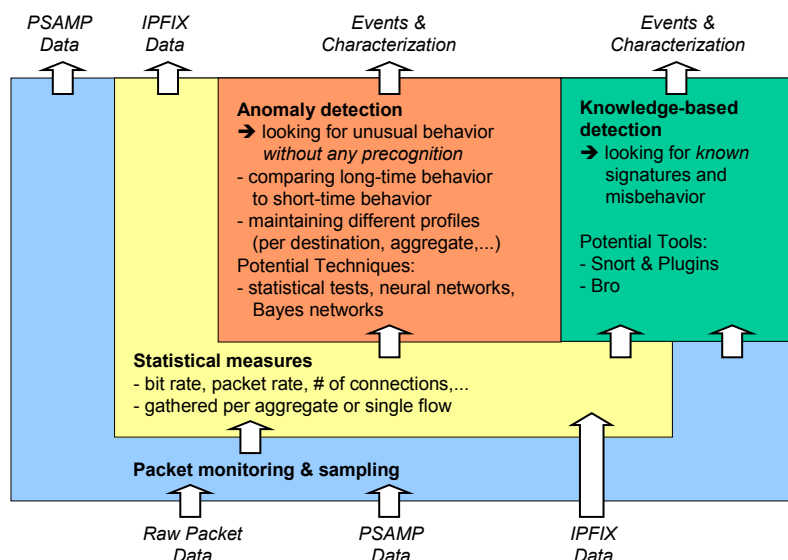 PSAMP
Data
IPFIX
Data
Events &
Characterization
Events &
Characterization
Anomaly detection
➔ looking for unusual behavior
without any precognition
- comparing long-time behavior
to short-time behavior
- maintaining different profiles
(per destination, aggregate,...)
Potential Techniques:
- statistical tests, neural networks,
Bayes networks
Knowledge-based
detection
➔ looking for known
signatures and
misbehavior
Potential Tools:
- Snort & Plugins
- Bro
Statistical measures
- bit rate, packet rate, # of connections,...
- gathered per aggregate or single flow
Packet monitoring & sampling
Raw Packet
Data
PSAMP
Data
IPFIX
Data